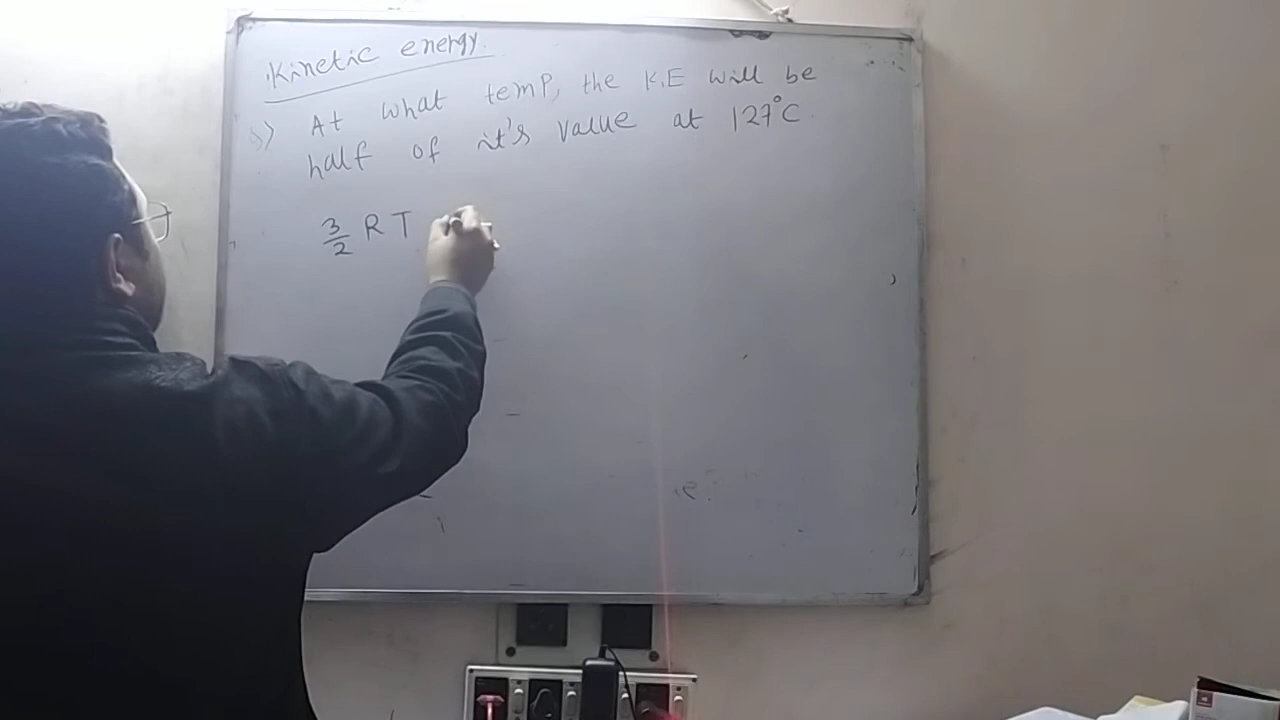 Kinetic energy.
At what temp, the K.E will be
half of it's value at 127°C.
3/2 R T